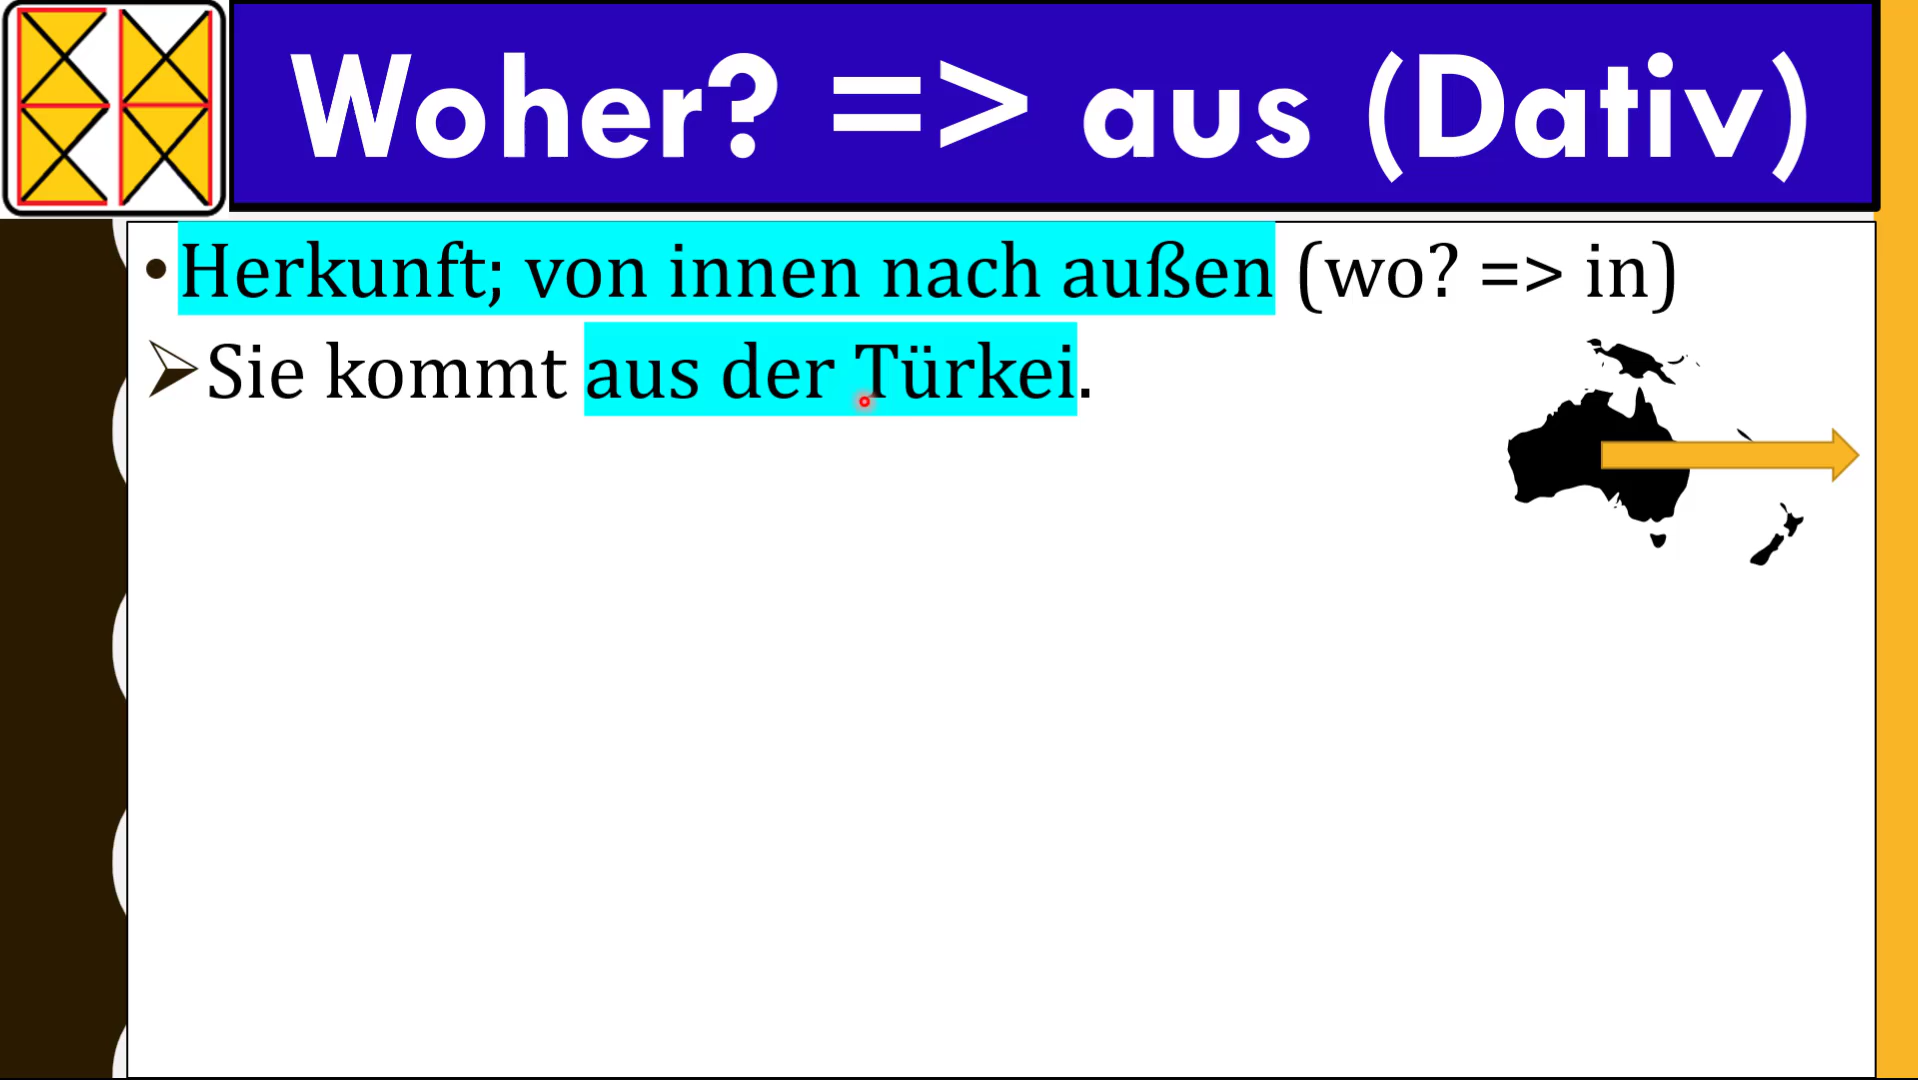 Woher? => aus (Dativ)
•Herkunft; von innen nach außen (wo? => in)
➢Sie kommt aus der Türkei.